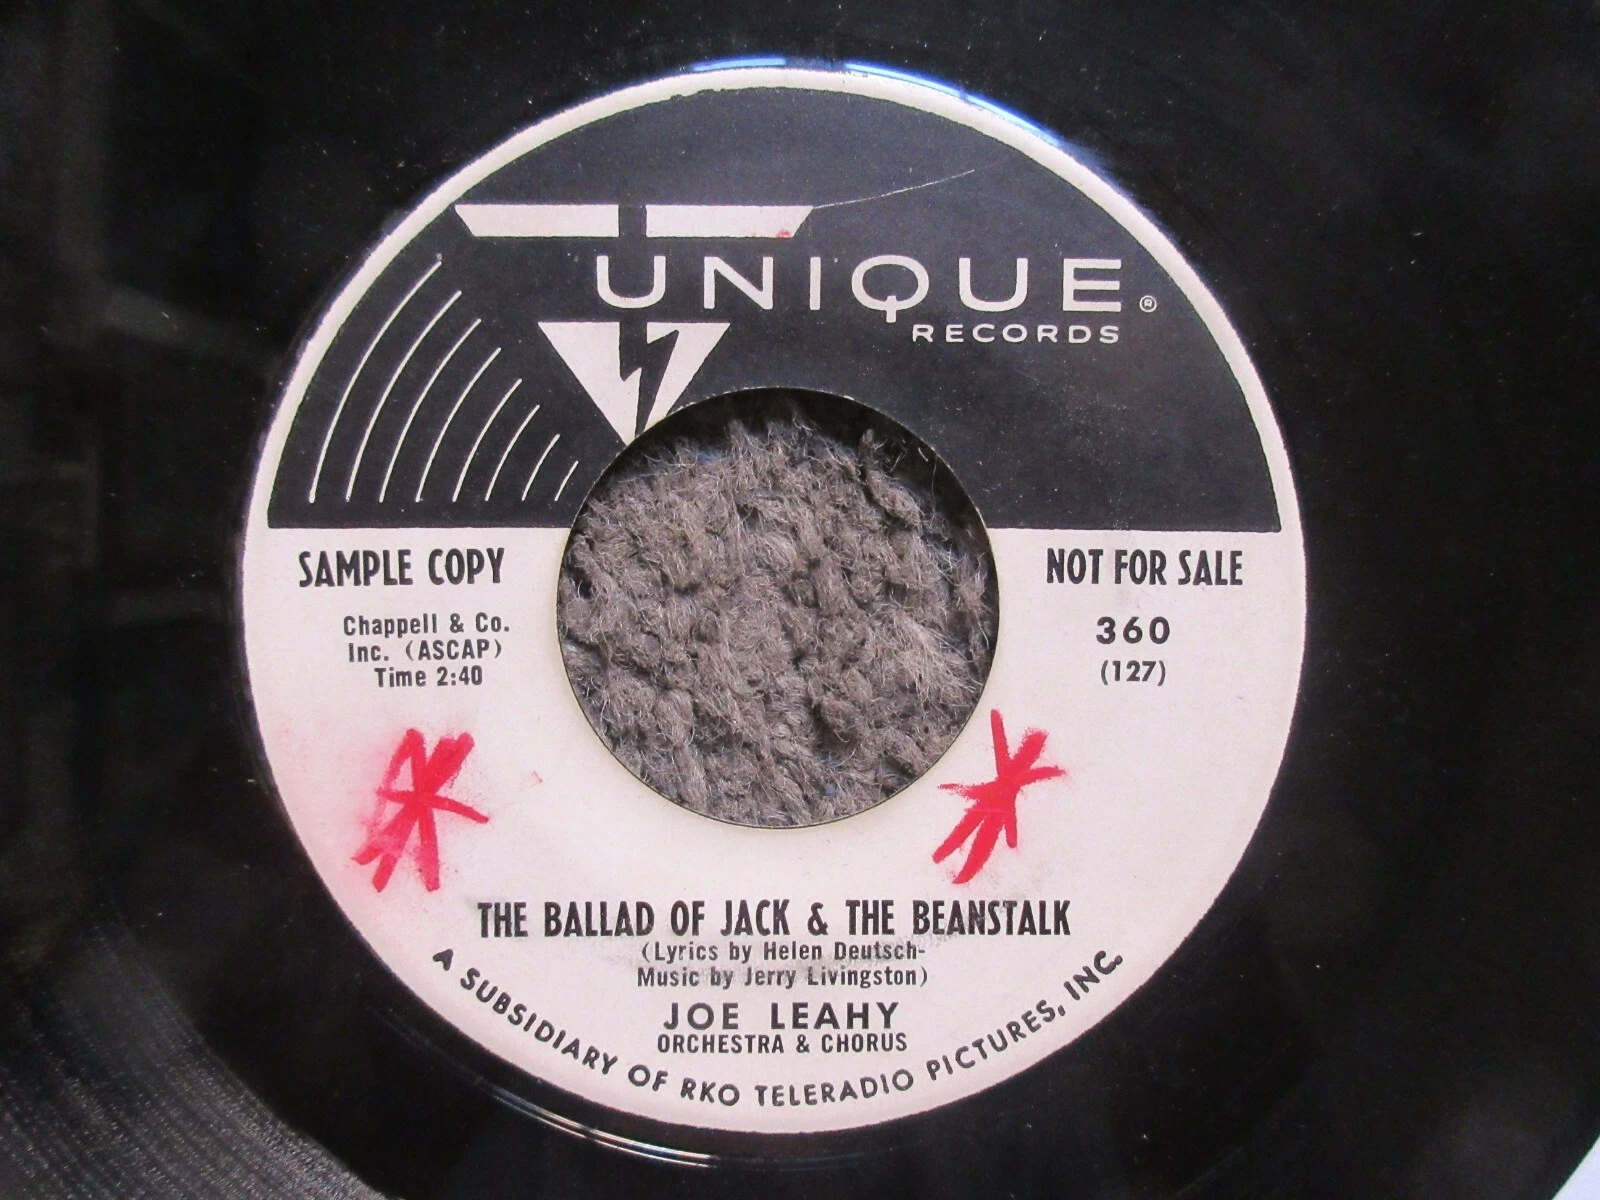 UNIQUE®
RECORDS
SAMPLE COPY
Chappell & Co.
Inc. (ASCAP)
Time 2:40
NOT FOR SALE
360
(127)
THE BALLAD OF JACK & THE BEANSTALK
(Lyrics by Helen Deutsch-
Music by Jerry Livingston)
JOE LEAHY
ORCHESTRA & CHORUS
A SUBSIDIARY OF RKO TELERADIO PICTURES, INC.